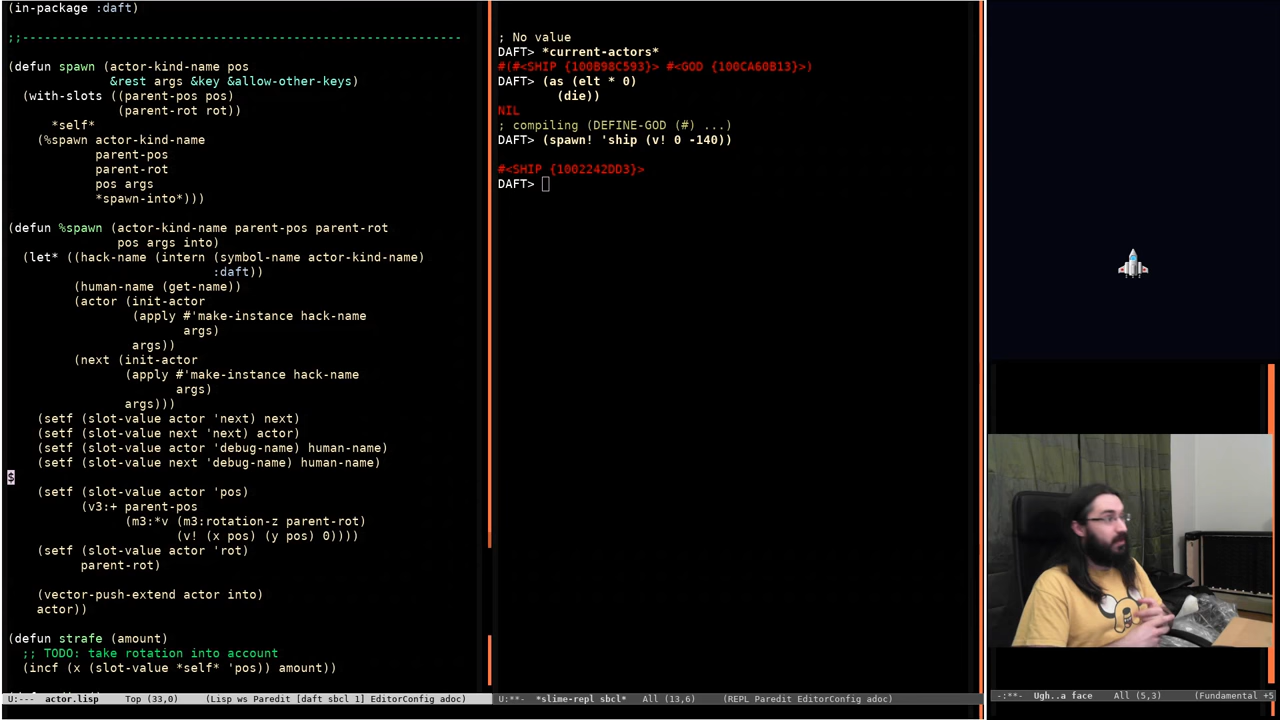 (in-package :daft)
;;------------------------------------------------------------
(defun spawn (actor-kind-name pos
              &rest args &key &allow-other-keys)
  (with-slots ((parent-pos pos)
               (parent-rot rot))
      *self*
    (%spawn actor-kind-name
            parent-pos
            parent-rot
            pos args
            *spawn-into*)))
(defun %spawn (actor-kind-name parent-pos parent-rot
               pos args into)
  (let* ((hack-name (intern (symbol-name actor-kind-name)
                            :daft))
         (human-name (get-name))
         (actor (init-actor
                 (apply #'make-instance hack-name
                        args)
                 args))
         (next (init-actor
                (apply #'make-instance hack-name
                       args)
                args)))
    (setf (slot-value actor 'next) next)
    (setf (slot-value next 'next) actor)
    (setf (slot-value actor 'debug-name) human-name)
    (setf (slot-value next 'debug-name) human-name)
$
    (setf (slot-value actor 'pos)
          (v3:+ parent-pos
                (m3:*v (m3:rotation-z parent-rot)
                       (v! (x pos) (y pos) 0))))
    (setf (slot-value actor 'rot)
          parent-rot)
    (vector-push-extend actor into)
    actor))
(defun strafe (amount)
  ;; TODO: take rotation into account
  (incf (x (slot-value *self* 'pos)) amount))
U:--- actor.lisp Top (33,0) (Lisp ws Paredit [daft sbcl 1] EditorConfig adoc)
; No value
DAFT> *current-actors*
#(#<SHIP {100B98C593}> #<GOD {100CA60B13}>)
DAFT> (as (elt * 0)
        (die))
NIL
; compiling (DEFINE-GOD (#) ...)
DAFT> (spawn! 'ship (v! 0 -140))
#<SHIP {1002242DD3}>
DAFT>
U:**- *slime-repl sbcl* All (13,6) (REPL Paredit EditorConfig adoc)
-:**- Ugh..a face All (5,3) (Fundamental +5